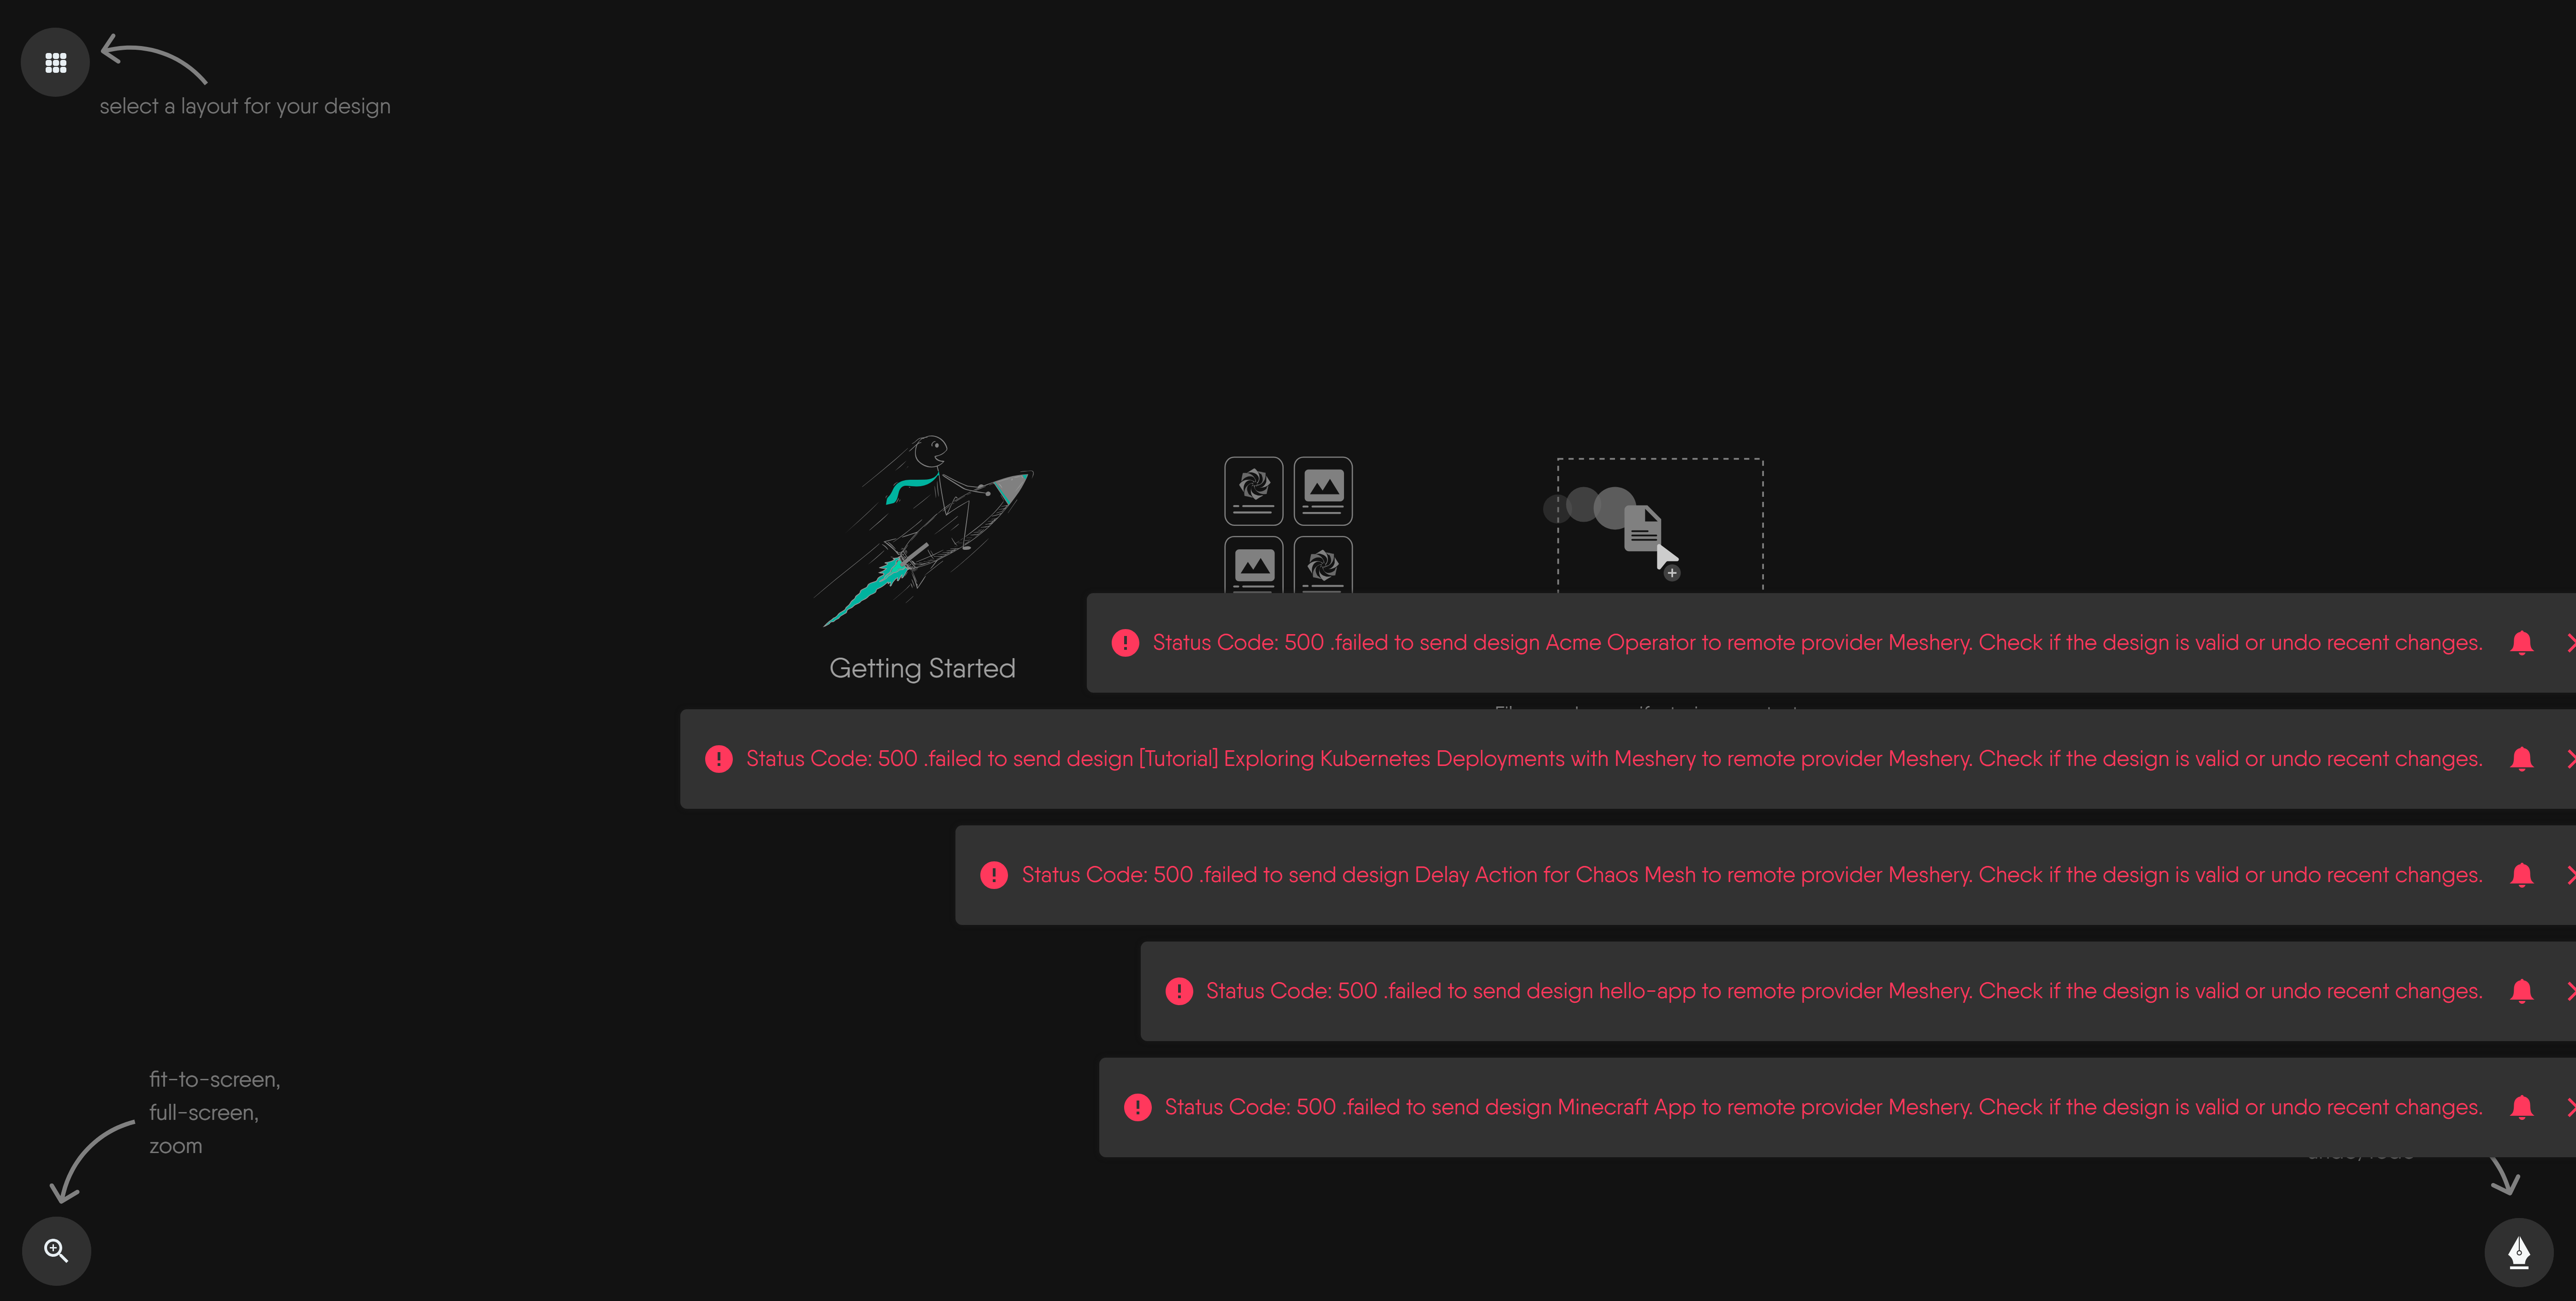 select a layout for your design
Getting Started
Status Code: 500 .failed to send design Acme Operator to remote provider Meshery. Check if the design is valid or undo recent changes.
Status Code: 500 .failed to send design [Tutorial] Exploring Kubernetes Deployments with Meshery to remote provider Meshery. Check if the design is valid or undo recent changes.
Status Code: 500 .failed to send design Delay Action for Chaos Mesh to remote provider Meshery. Check if the design is valid or undo recent changes.
Status Code: 500 .failed to send design hello-app to remote provider Meshery. Check if the design is valid or undo recent changes.
Status Code: 500 .failed to send design Minecraft App to remote provider Meshery. Check if the design is valid or undo recent changes.
fit-to-screen,
full-screen,
zoom